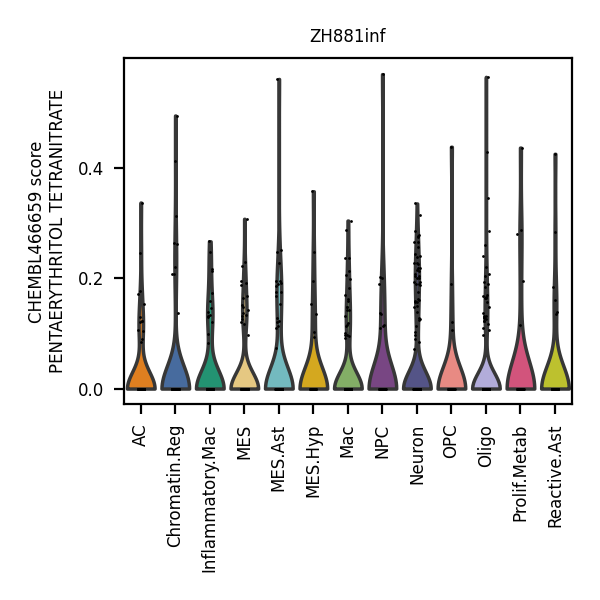 ZH881inf
CHEMBL466659 score
PENTAERYTHRITOL TETRANITRATE
0.4
0.2
0.0
AC
Chromatin.Reg
Inflammatory.Mac
MES
MES.Ast
MES.Hyp
Mac
NPC
Neuron
OPC
Oligo
Prolif.Metab
Reactive.Ast